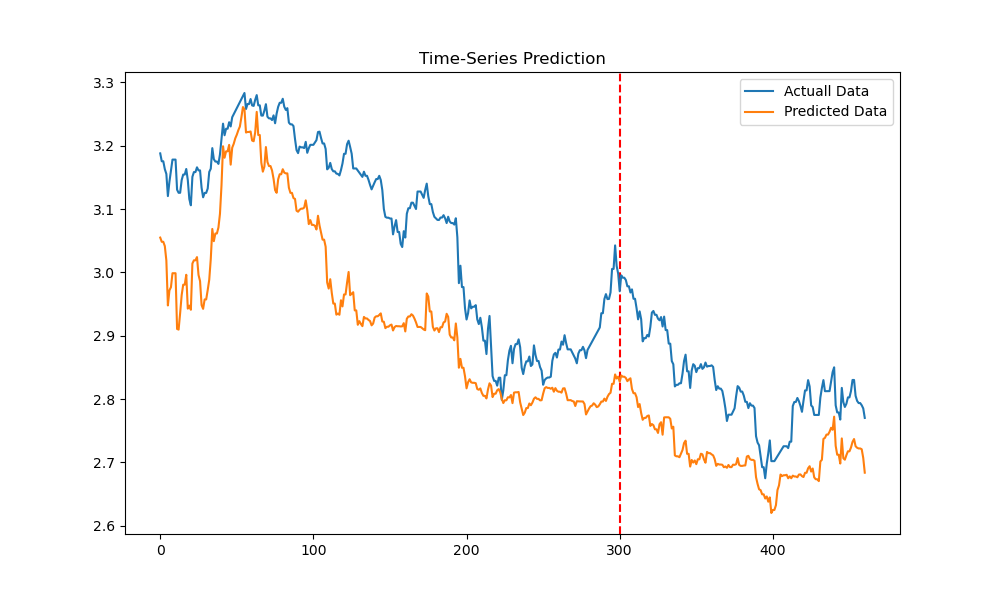 Time-Series Prediction
Actuall Data
Predicted Data
3.3
3.2
3.1
3.0
2.9
2.8
2.7
2.6
0 100 200 300 400